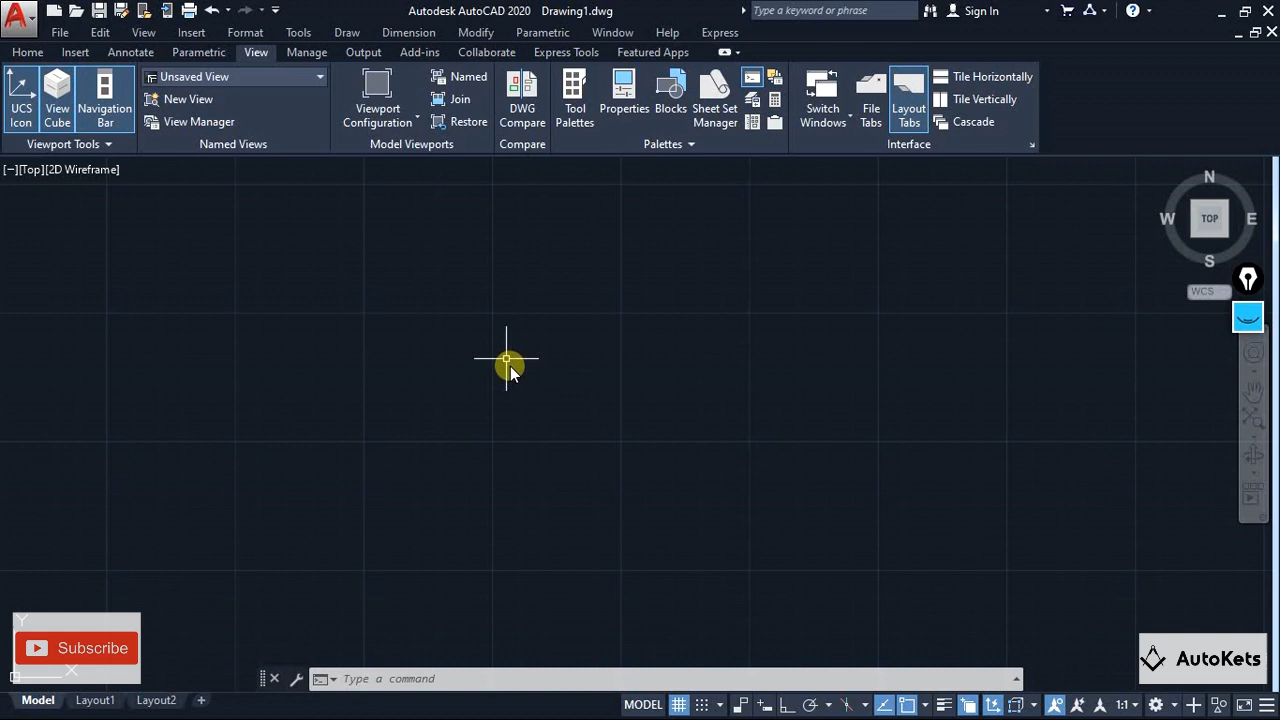 Autodesk AutoCAD 2020 Drawing1.dwg
Type a keyword or phrase
Sign In
File Edit View Insert Format Tools Draw Dimension Modify Parametric Window Help Express
Home Insert Annotate Parametric View Manage Output Add-ins Collaborate Express Tools Featured Apps
UCS Icon
View Cube
Navigation Bar
Viewport Tools
Unsaved View
New View
View Manager
Named Views
Viewport Configuration
Named
Join
Restore
Model Viewports
DWG Compare
Compare
Tool Palettes
Properties
Blocks
Sheet Set Manager
Palettes
Switch Windows
File Tabs
Layout Tabs
Tile Horizontally
Tile Vertically
Cascade
Interface
[−][Top][2D Wireframe]
N
W TOP E
S
WCS
Y
Subscribe
X
AutoKets
Type a command
Model Layout1 Layout2
MODEL
1:1